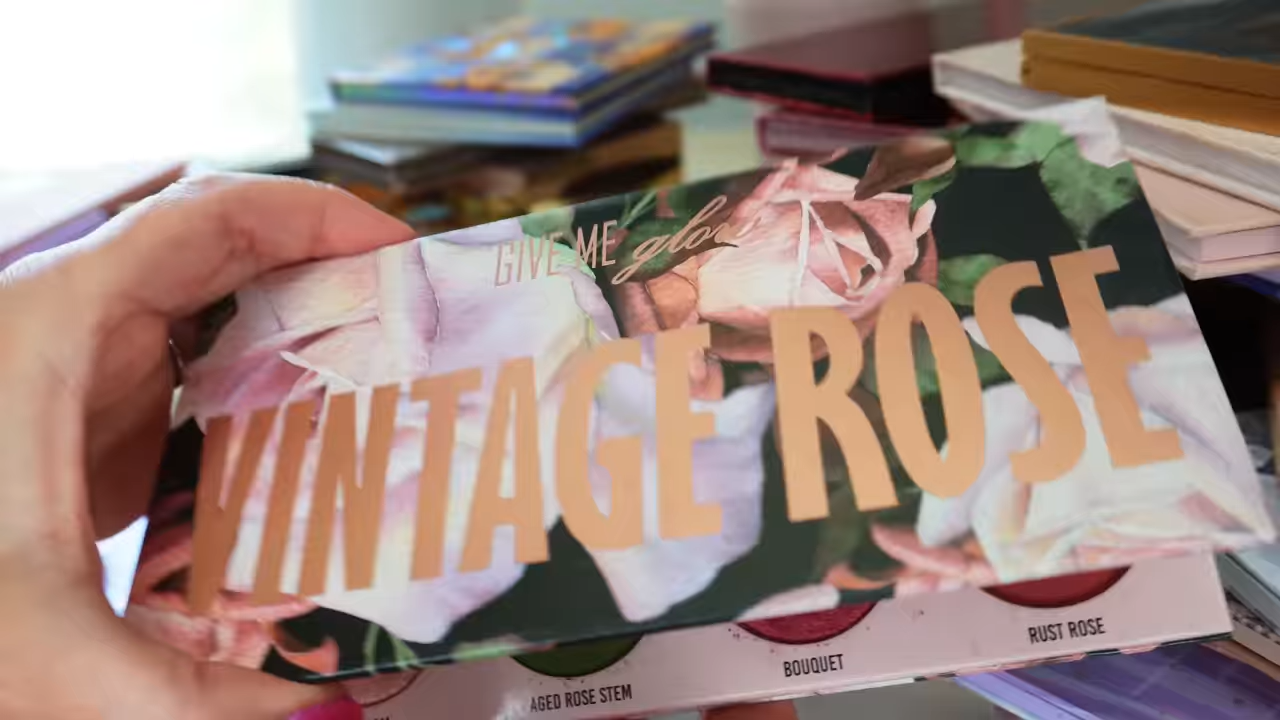 GIVE ME glow
VINTAGE ROSE
AGED ROSE STEM
BOUQUET
RUST ROSE